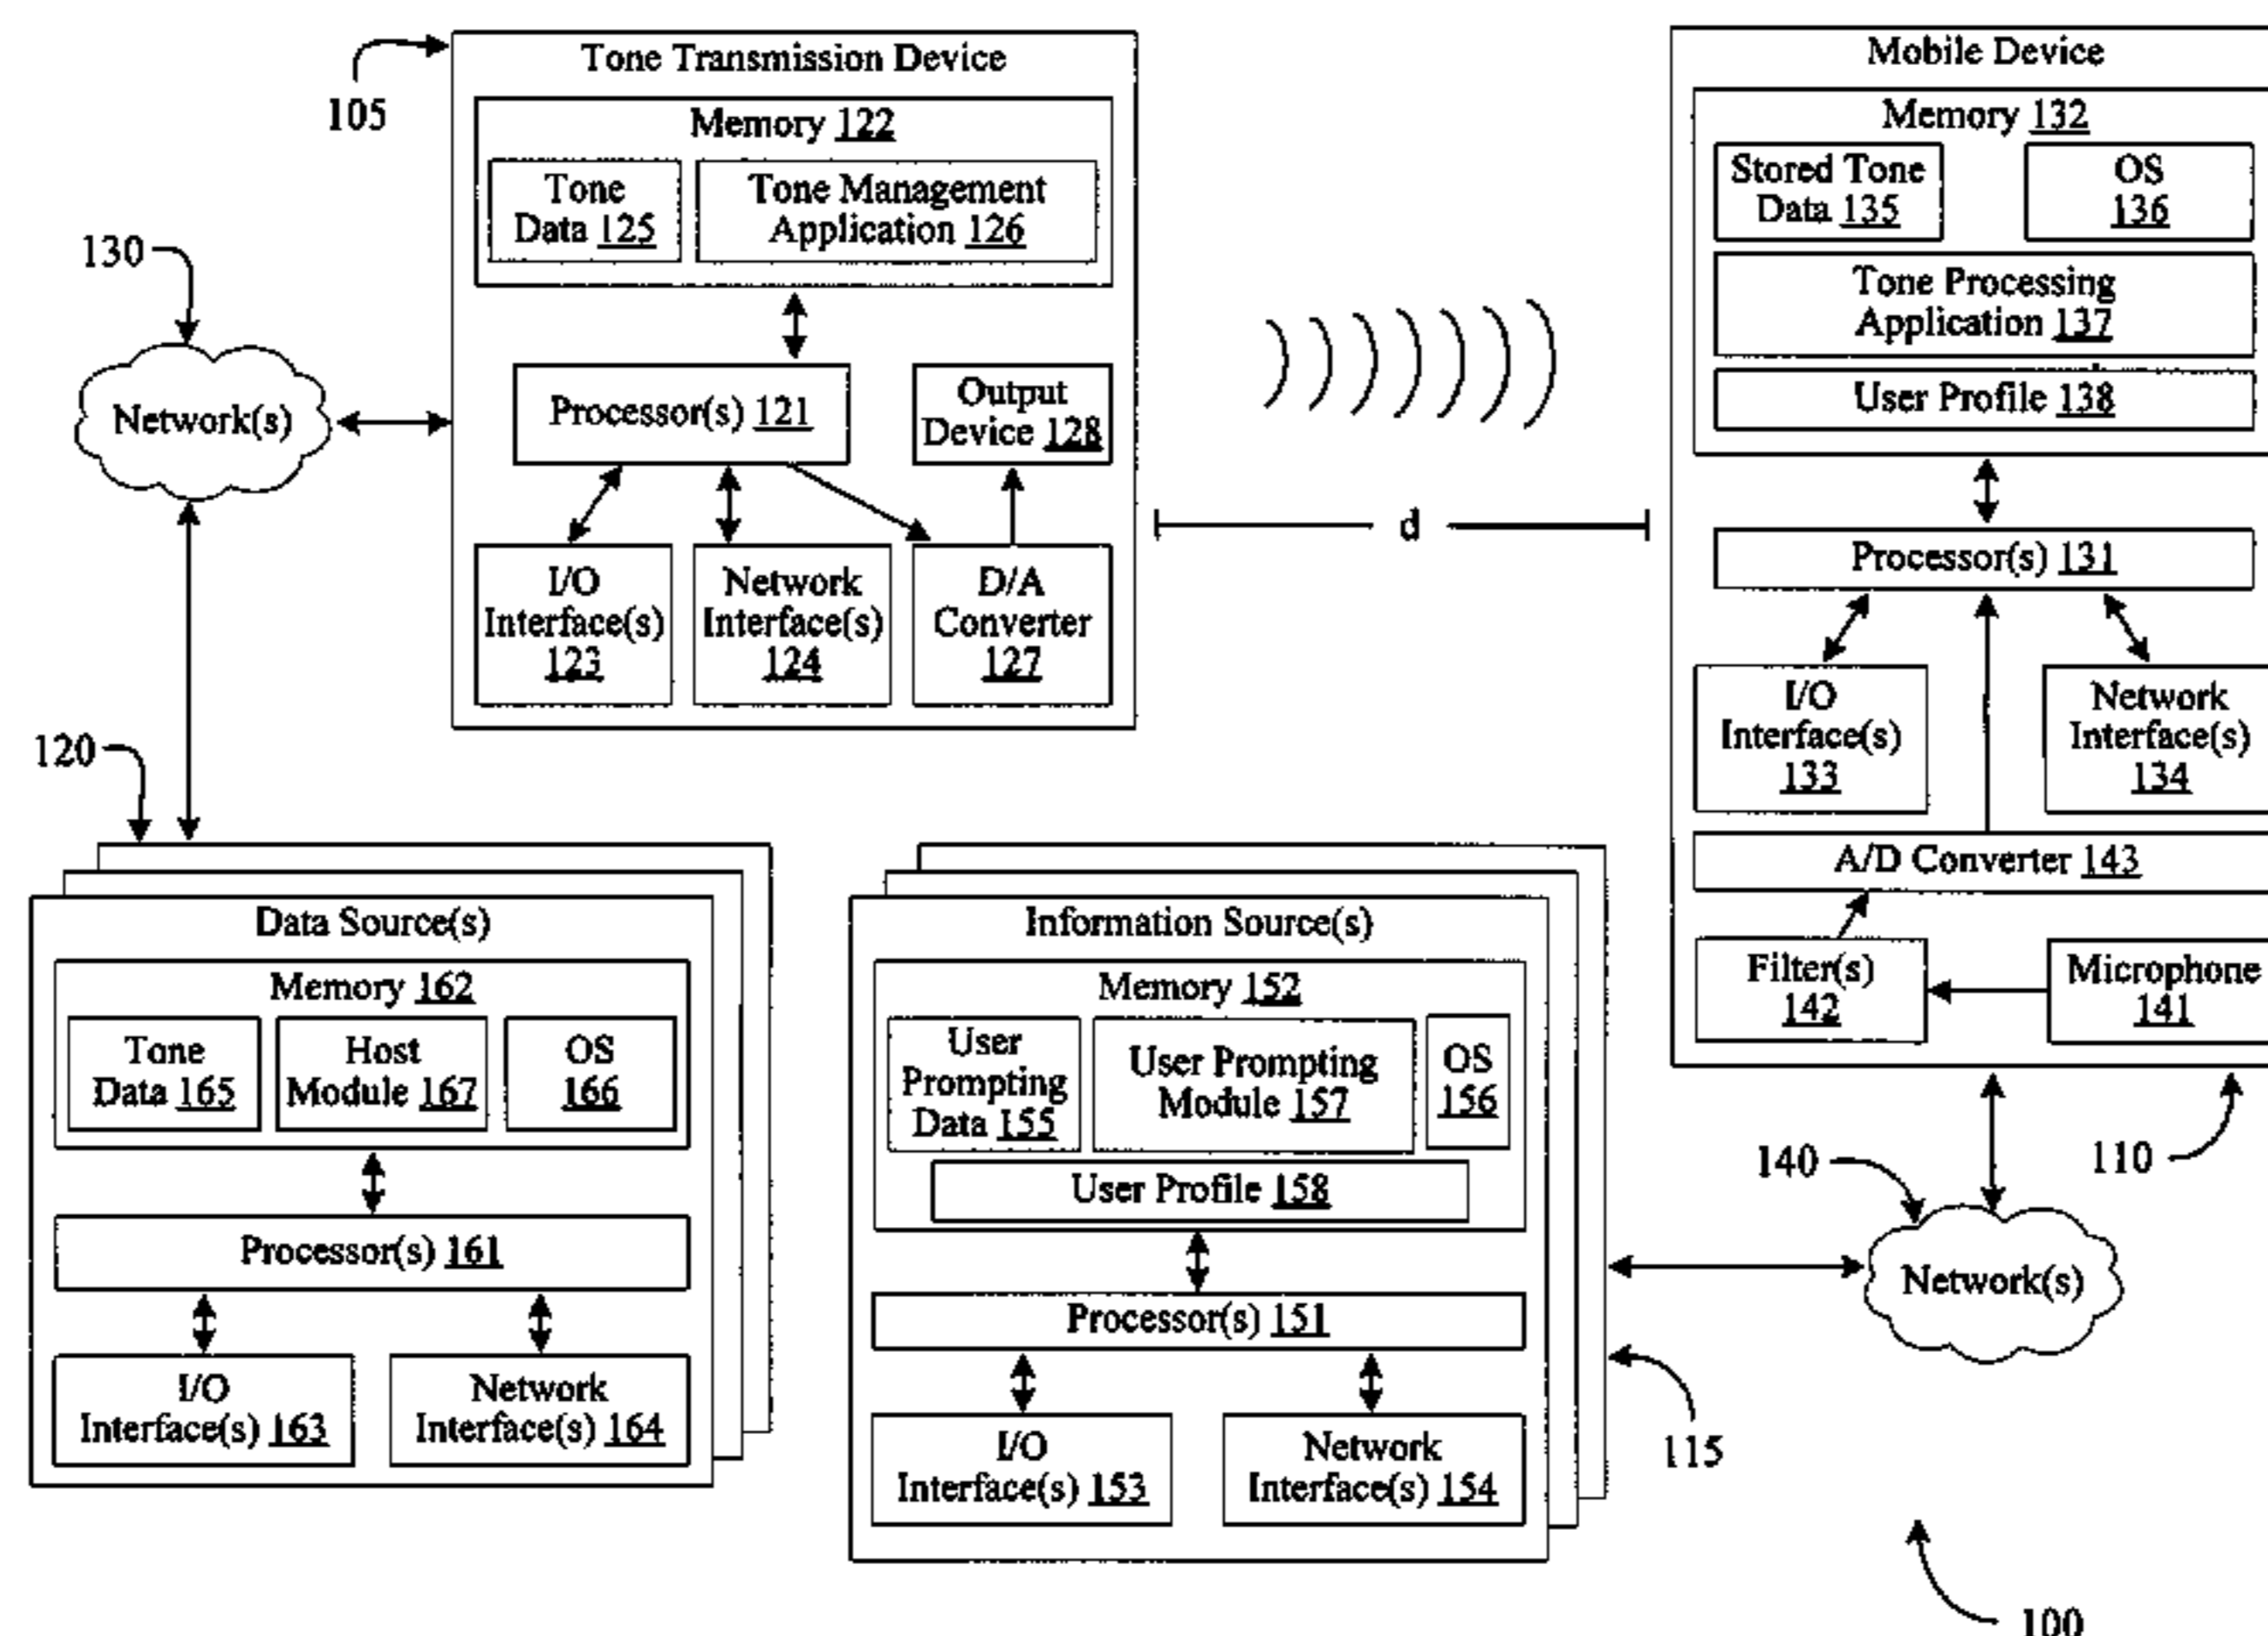 Tone Transmission Device
105
Memory 122
Tone
Data 125
Tone Management
Application 126
130
Network(s)
Processor(s) 121
Output
Device 128
I/O
Interface(s)
123
Network
Interface(s)
124
D/A
Converter
127
d
Mobile Device
Memory 132
Stored Tone
Data 135
OS
136
Tone Processing
Application 137
User Profile 138
Processor(s) 131
I/O
Interface(s)
133
Network
Interface(s)
134
A/D Converter 143
Filter(s)
142
Microphone
141
110
120
Data Source(s)
Memory 162
Tone
Data 165
Host
Module 167
OS
166
Processor(s) 161
I/O
Interface(s) 163
Network
Interface(s) 164
Information Source(s)
Memory 152
User
Prompting
Data 155
User Prompting
Module 157
OS
156
User Profile 158
Processor(s) 151
I/O
Interface(s) 153
Network
Interface(s) 154
115
140
Network(s)
100